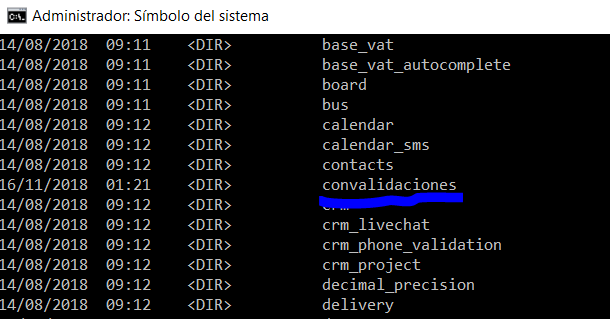 Administrador: Símbolo del sistema
14/08/2018 09:11 <DIR> base_vat
14/08/2018 09:11 <DIR> base_vat_autocomplete
14/08/2018 09:11 <DIR> board
14/08/2018 09:11 <DIR> bus
14/08/2018 09:12 <DIR> calendar
14/08/2018 09:12 <DIR> calendar_sms
14/08/2018 09:12 <DIR> contacts
16/11/2018 01:21 <DIR> convalidaciones
14/08/2018 09:12 <DIR> crm
14/08/2018 09:12 <DIR> crm_livechat
14/08/2018 09:12 <DIR> crm_phone_validation
14/08/2018 09:12 <DIR> crm_project
14/08/2018 09:12 <DIR> decimal_precision
14/08/2018 09:12 <DIR> delivery